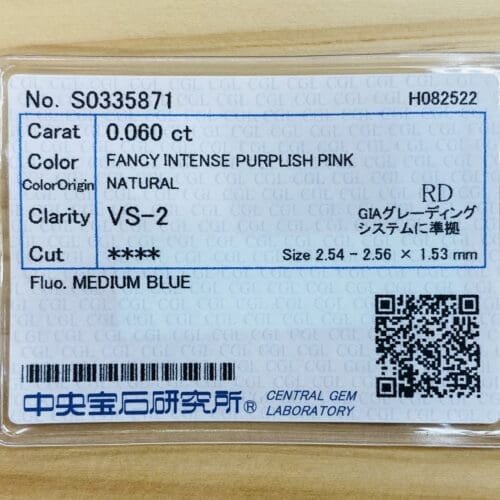 No. S0335871 H082522
Carat 0.060 ct
Color FANCY INTENSE PURPLISH PINK
ColorOrigin NATURAL
RD
Clarity VS-2 GIAグレーディング
システムに準拠
Cut **** Size 2.54 - 2.56 × 1.53 mm
Fluo. MEDIUM BLUE
中央宝石研究所® CENTRAL GEM
LABORATORY